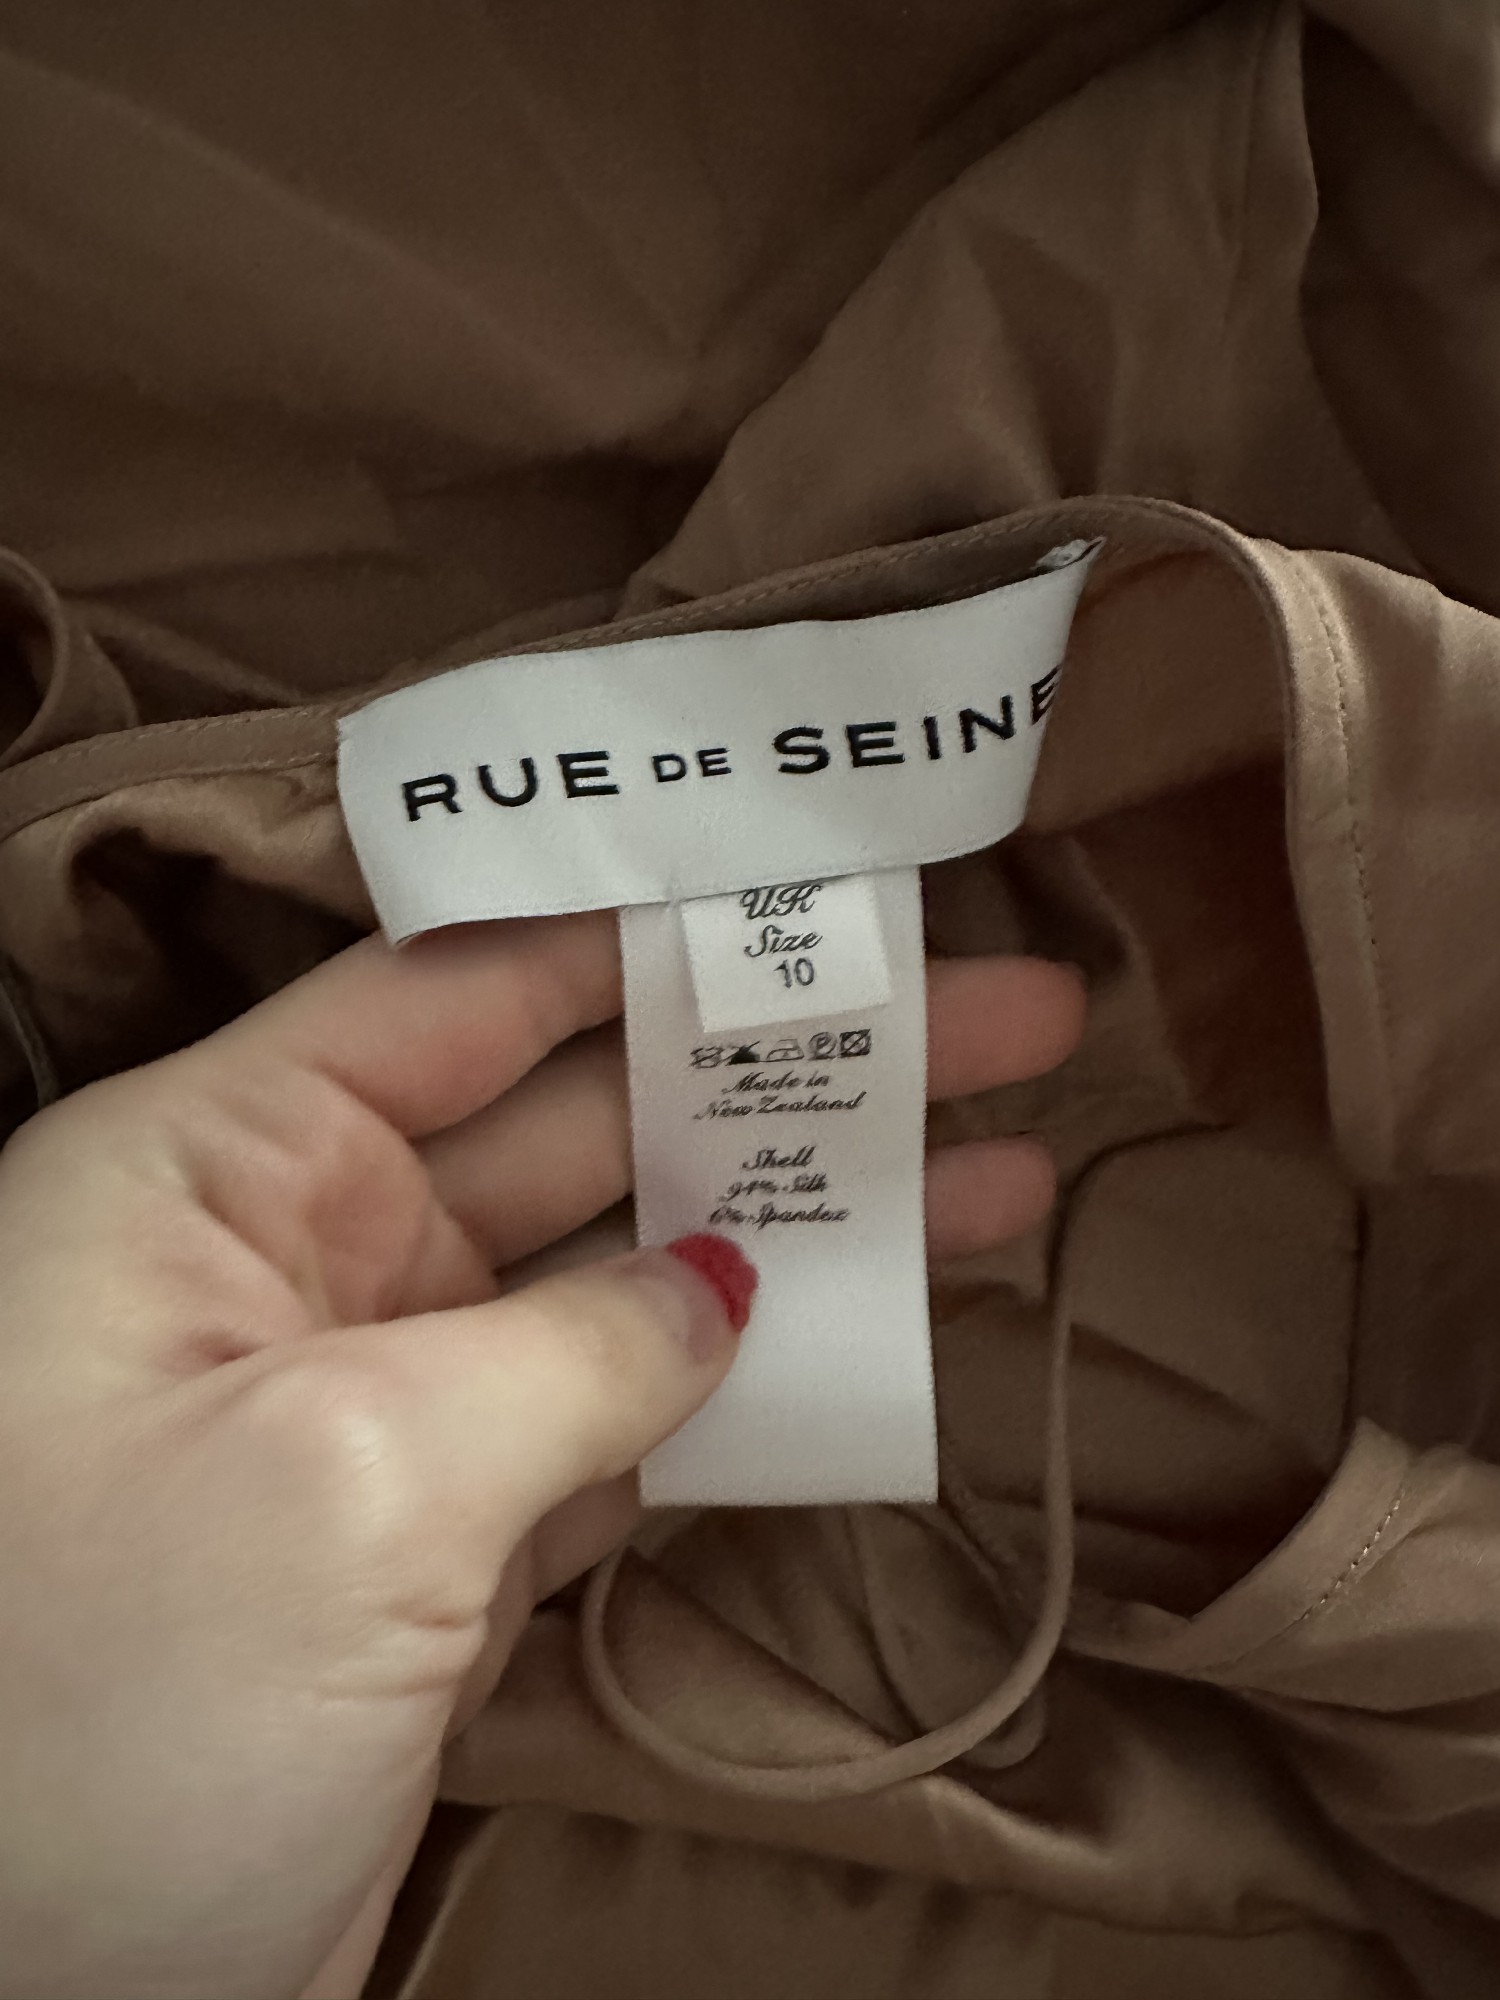 RUE DE SEINE
UK
Size
10
Made in
New Zealand
Shell
94% Silk
6% Spandex